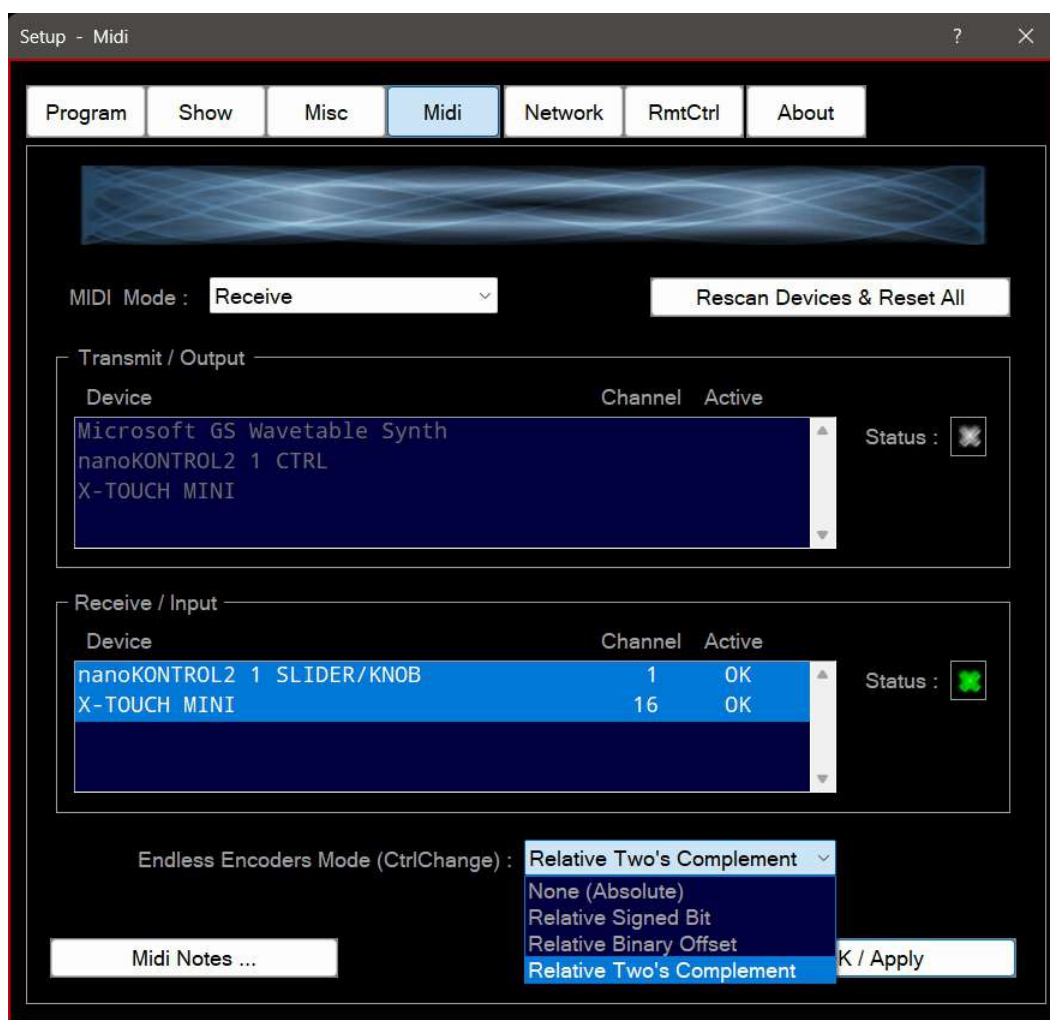 Setup - Midi ?
Program Show Misc Midi Network RmtCtrl About
MIDI Mode : Receive Rescan Devices & Reset All
Transmit / Output
Device Channel Active
Microsoft GS Wavetable Synth Status :
nanoKONTROL2 1 CTRL
X-TOUCH MINI
Receive / Input
Device Channel Active
nanoKONTROL2 1 SLIDER/KNOB 1 OK Status :
X-TOUCH MINI 16 OK
Endless Encoders Mode (CtrlChange) : Relative Two's Complement
None (Absolute)
Relative Signed Bit
Relative Binary Offset
Relative Two's Complement
Midi Notes ... K / Apply